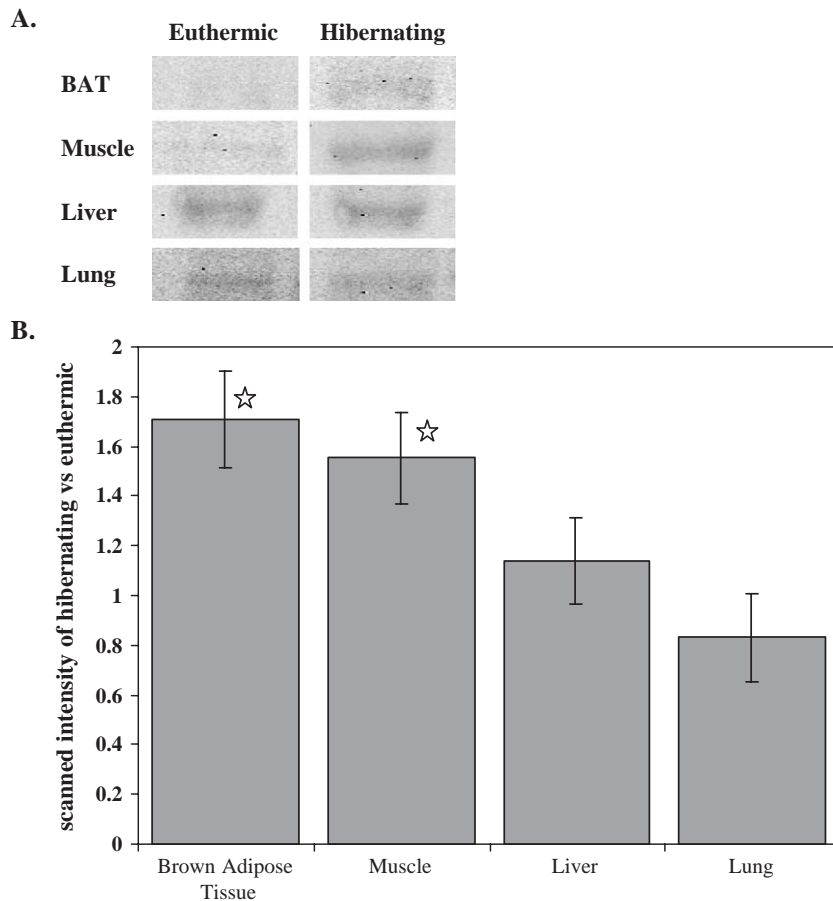 A.
Euthermic Hibernating
BAT
Muscle
Liver
Lung
B.
scanned intensity of hibernating vs euthermic
2
1.8
1.6
1.4
1.2
1
0.8
0.6
0.4
0.2
0
Brown Adipose
Tissue
Muscle
Liver
Lung